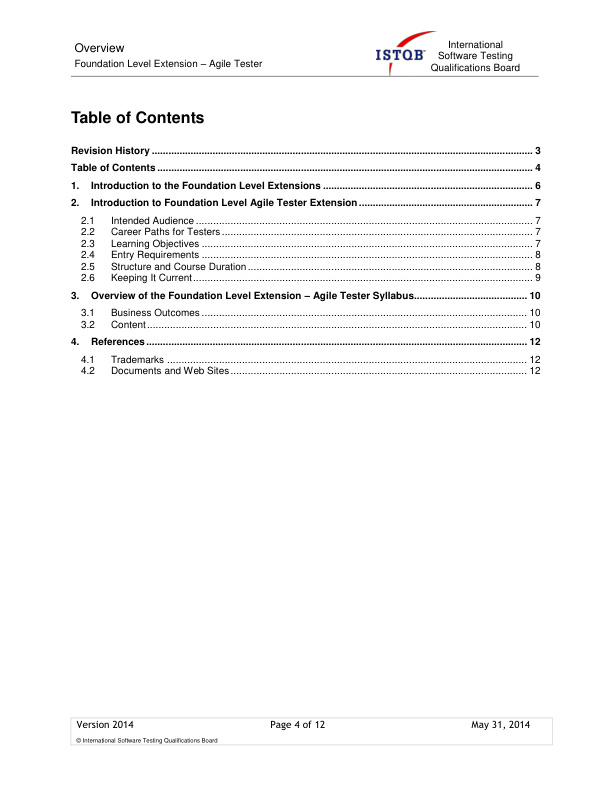 Overview
Foundation Level Extension – Agile Tester
ISTQB
International
Software Testing
Qualifications Board
Table of Contents
Revision History ........................................................................................................................ 3
Table of Contents ...................................................................................................................... 4
1. Introduction to the Foundation Level Extensions ................................................................ 6
2. Introduction to Foundation Level Agile Tester Extension ..................................................... 7
2.1 Intended Audience ............................................................................................................ 7
2.2 Career Paths for Testers ................................................................................................... 7
2.3 Learning Objectives .......................................................................................................... 7
2.4 Entry Requirements .......................................................................................................... 8
2.5 Structure and Course Duration ......................................................................................... 8
2.6 Keeping It Current ............................................................................................................. 9
3. Overview of the Foundation Level Extension – Agile Tester Syllabus................................... 10
3.1 Business Outcomes .......................................................................................................... 10
3.2 Content ............................................................................................................................. 10
4. References ........................................................................................................................... 12
4.1 Trademarks ...................................................................................................................... 12
4.2 Documents and Web Sites ............................................................................................... 12
Version 2014 Page 4 of 12 May 31, 2014
© International Software Testing Qualifications Board